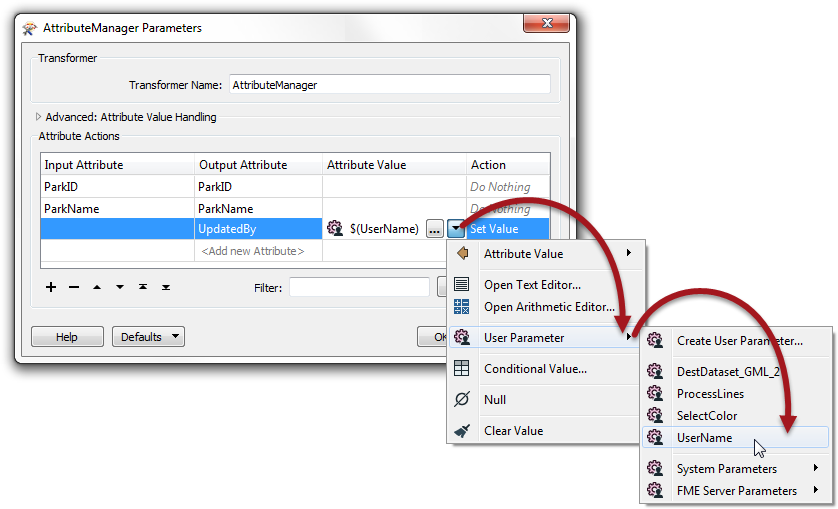 AttributeManager Parameters
Transformer
Transformer Name: AttributeManager
Advanced: Attribute Value Handling
Attribute Actions
Input Attribute Output Attribute Attribute Value Action
ParkID ParkID Do Nothing
ParkName ParkName Do Nothing
UpdatedBy $(UserName) ... Set Value
<Add new Attribute>
Filter:
Help Defaults
Attribute Value
Open Text Editor...
Open Arithmetic Editor...
User Parameter
Conditional Value...
Null
Clear Value
Create User Parameter...
DestDataset_GML_2
ProcessLines
SelectColor
UserName
System Parameters
FME Server Parameters